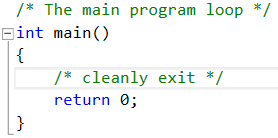 /* The main program loop */
int main()
{
    /* cleanly exit */
    return 0;
}